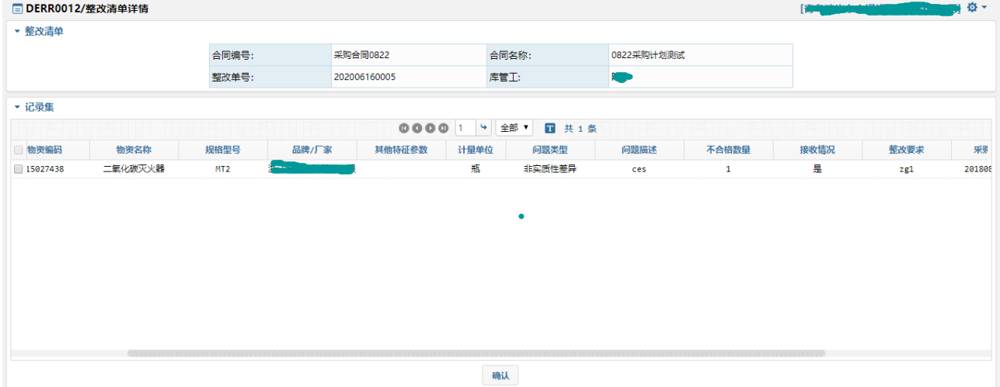 DERR0012/整改清单详情
整改清单
合同编号: 采购合同0822 合同名称: 0822采购计划测试
整改单号: 202006160005 库管工:
记录集
1 全部 T 共 1 条
物资编码 物资名称 规格型号 品牌/厂家 其他特征参数 计量单位 问题类型 问题描述 不合格数量 接收情况 整改要求 采购
15027438 二氧化碳灭火器 MT2 瓶 非实质性差异 ces 1 是 zg1 201808
确认